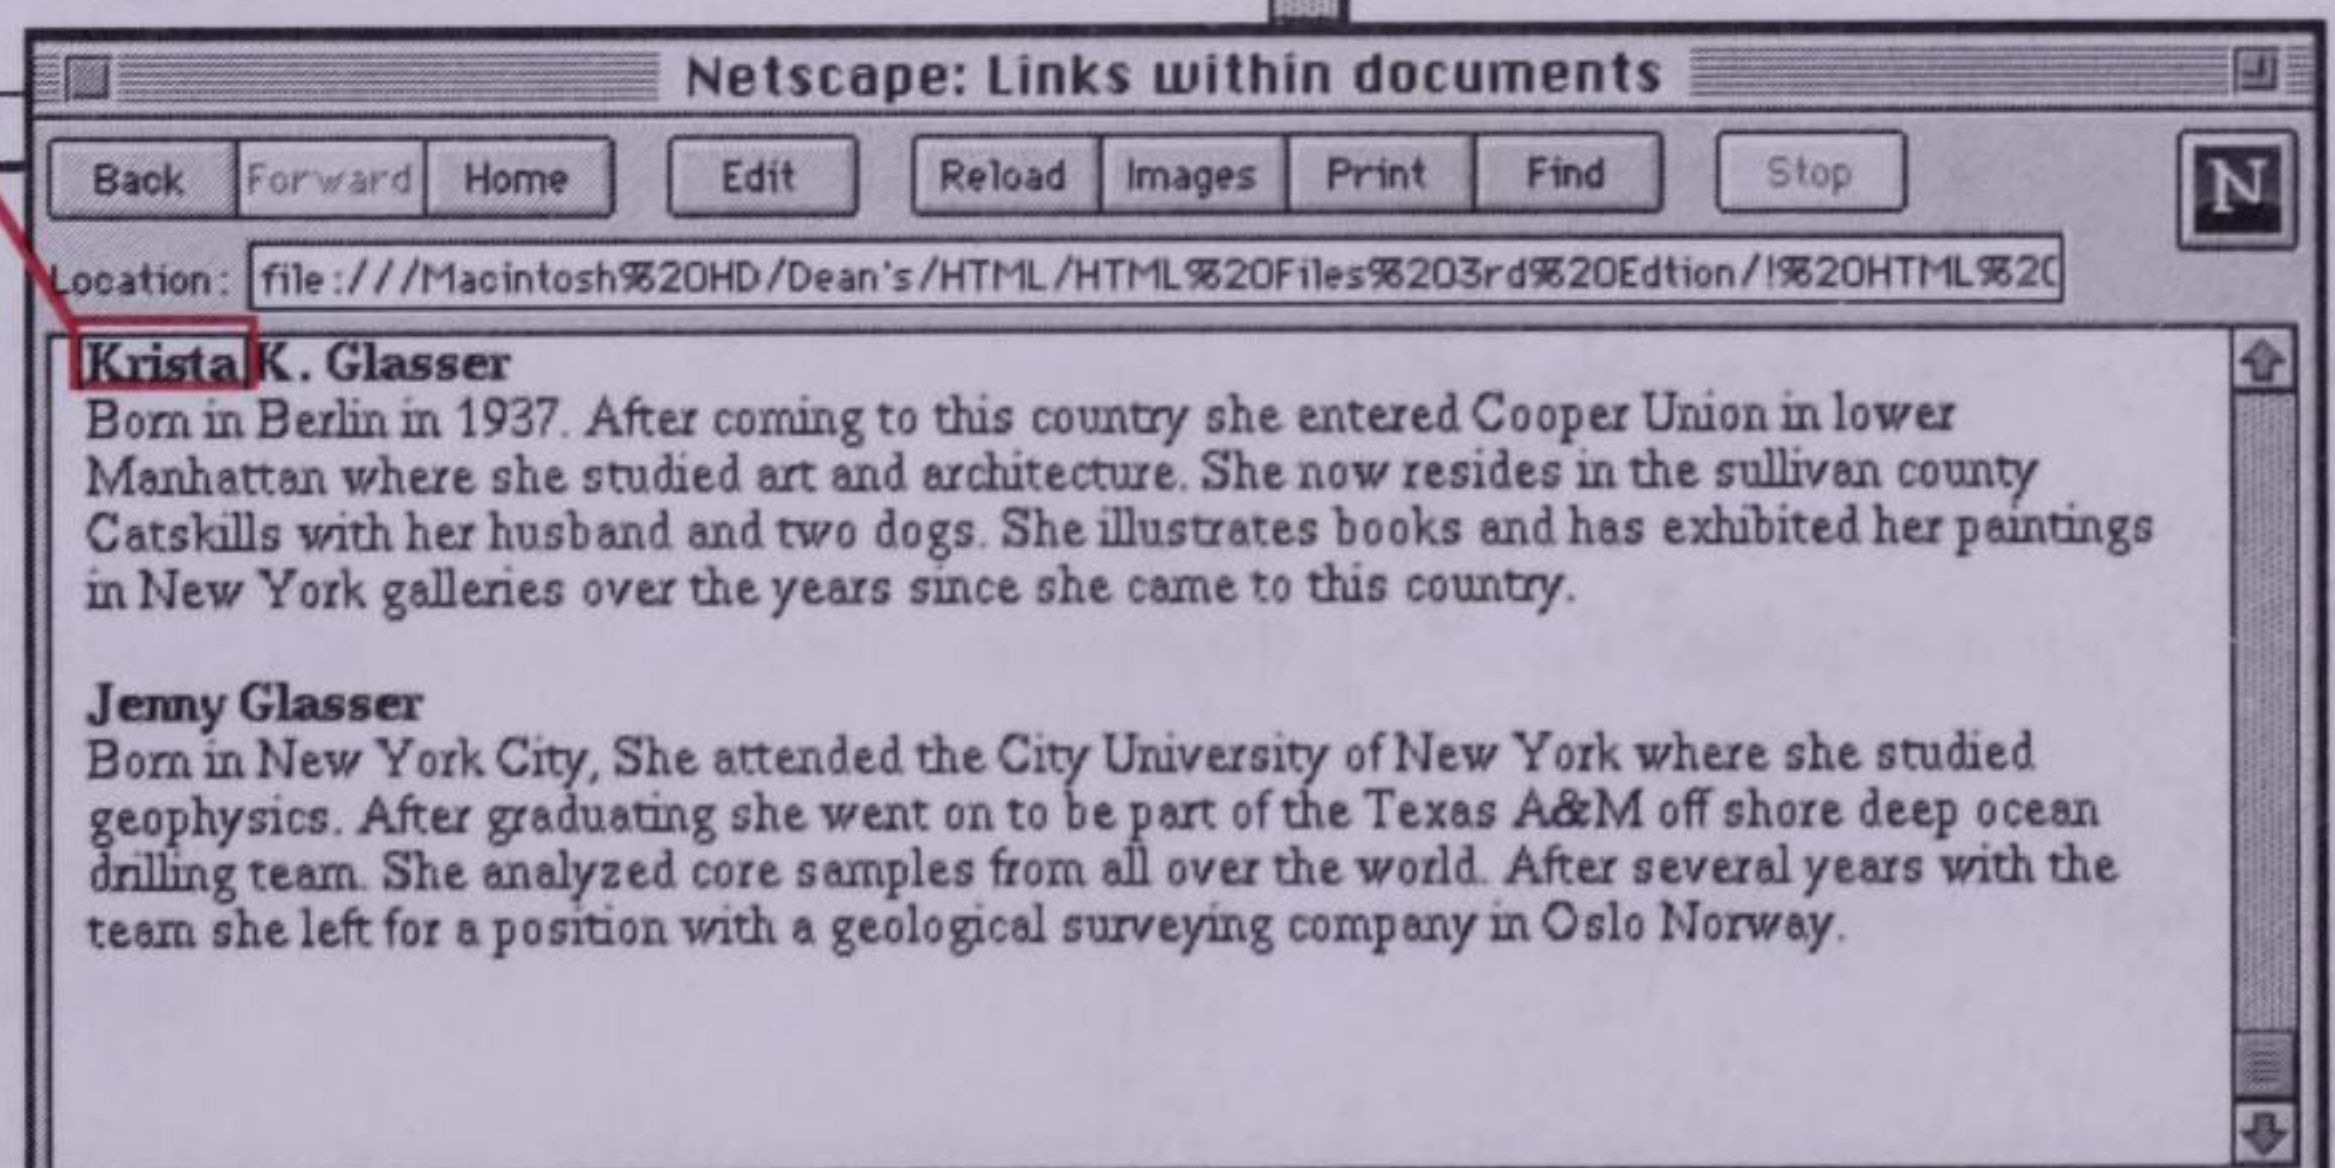 Netscape: Links within documents
Back Forward Home Edit Reload Images Print Find Stop N
Location: file:///Macintosh%20HD/Dean's/HTML/HTML%20Files%203rd%20Edtion/!%20HTML%20
Krista K. Glasser
Born in Berlin in 1937. After coming to this country she entered Cooper Union in lower
Manhattan where she studied art and architecture. She now resides in the sullivan county
Catskills with her husband and two dogs. She illustrates books and has exhibited her paintings
in New York galleries over the years since she came to this country.
Jenny Glasser
Born in New York City, She attended the City University of New York where she studied
geophysics. After graduating she went on to be part of the Texas A&M off shore deep ocean
drilling team. She analyzed core samples from all over the world. After several years with the
team she left for a position with a geological surveying company in Oslo Norway.